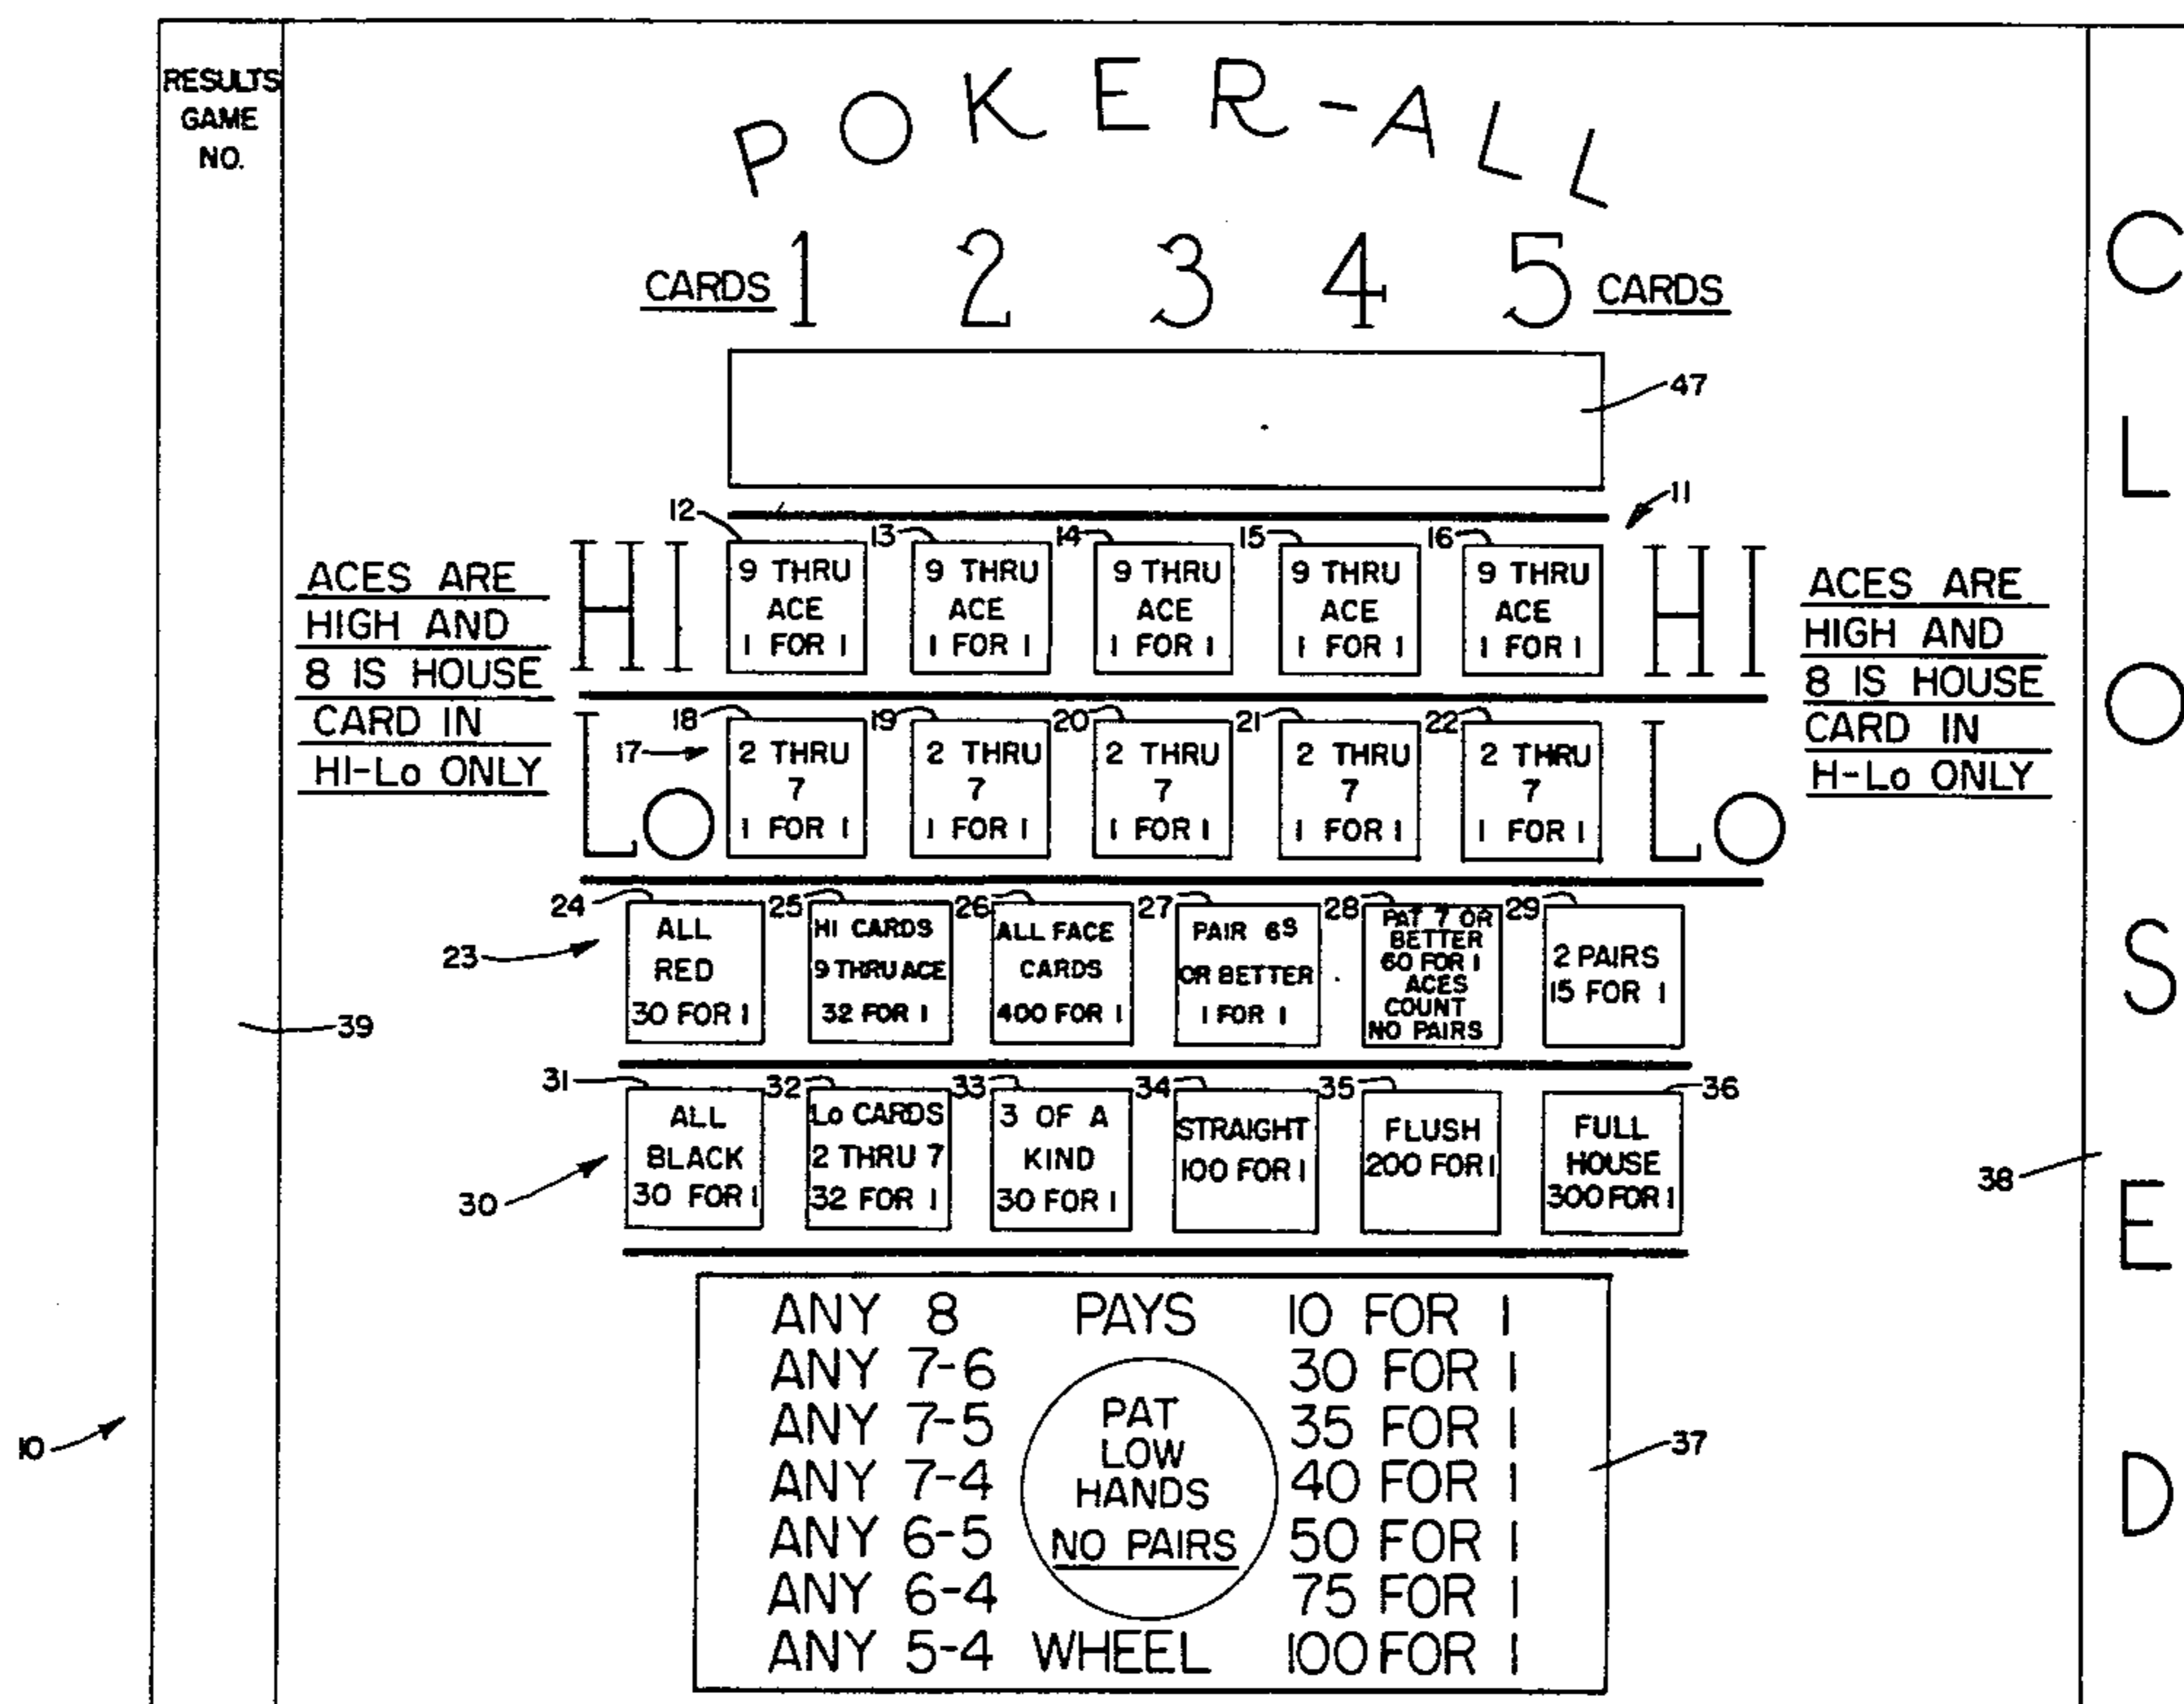 RESULTS
GAME
NO.
POKER-ALL
CARDS 1 2 3 4 5 CARDS
47
11
12 13 14 15 16
HI
9 THRU ACE 1 FOR 1
9 THRU ACE 1 FOR 1
9 THRU ACE 1 FOR 1
9 THRU ACE 1 FOR 1
9 THRU ACE 1 FOR 1
HI
ACES ARE
HIGH AND
8 IS HOUSE
CARD IN
HI-Lo ONLY
ACES ARE
HIGH AND
8 IS HOUSE
CARD IN
H-Lo ONLY
17
18 19 20 21 22
Lo
2 THRU 7 1 FOR 1
2 THRU 7 1 FOR 1
2 THRU 7 1 FOR 1
2 THRU 7 1 FOR 1
2 THRU 7 1 FOR 1
Lo
23
24
ALL
RED
30 FOR 1
25
HI CARDS
9 THRU ACE
32 FOR 1
26
ALL FACE
CARDS
400 FOR 1
27
PAIR 6S
OR BETTER
1 FOR 1
28
PAT 7 OR
BETTER
60 FOR 1
ACES
COUNT
NO PAIRS
29
2 PAIRS
15 FOR 1
30
31
ALL
BLACK
30 FOR 1
32
Lo CARDS
2 THRU 7
32 FOR 1
33
3 OF A
KIND
30 FOR 1
34
STRAIGHT
100 FOR 1
35
FLUSH
200 FOR 1
36
FULL
HOUSE
300 FOR 1
ANY 8 PAYS 10 FOR 1
ANY 7-6 30 FOR 1
ANY 7-5 35 FOR 1
ANY 7-4 40 FOR 1
ANY 6-5 50 FOR 1
ANY 6-4 75 FOR 1
ANY 5-4 WHEEL 100 FOR 1
PAT
LOW
HANDS
NO PAIRS
37
38
39
10
CLOSED